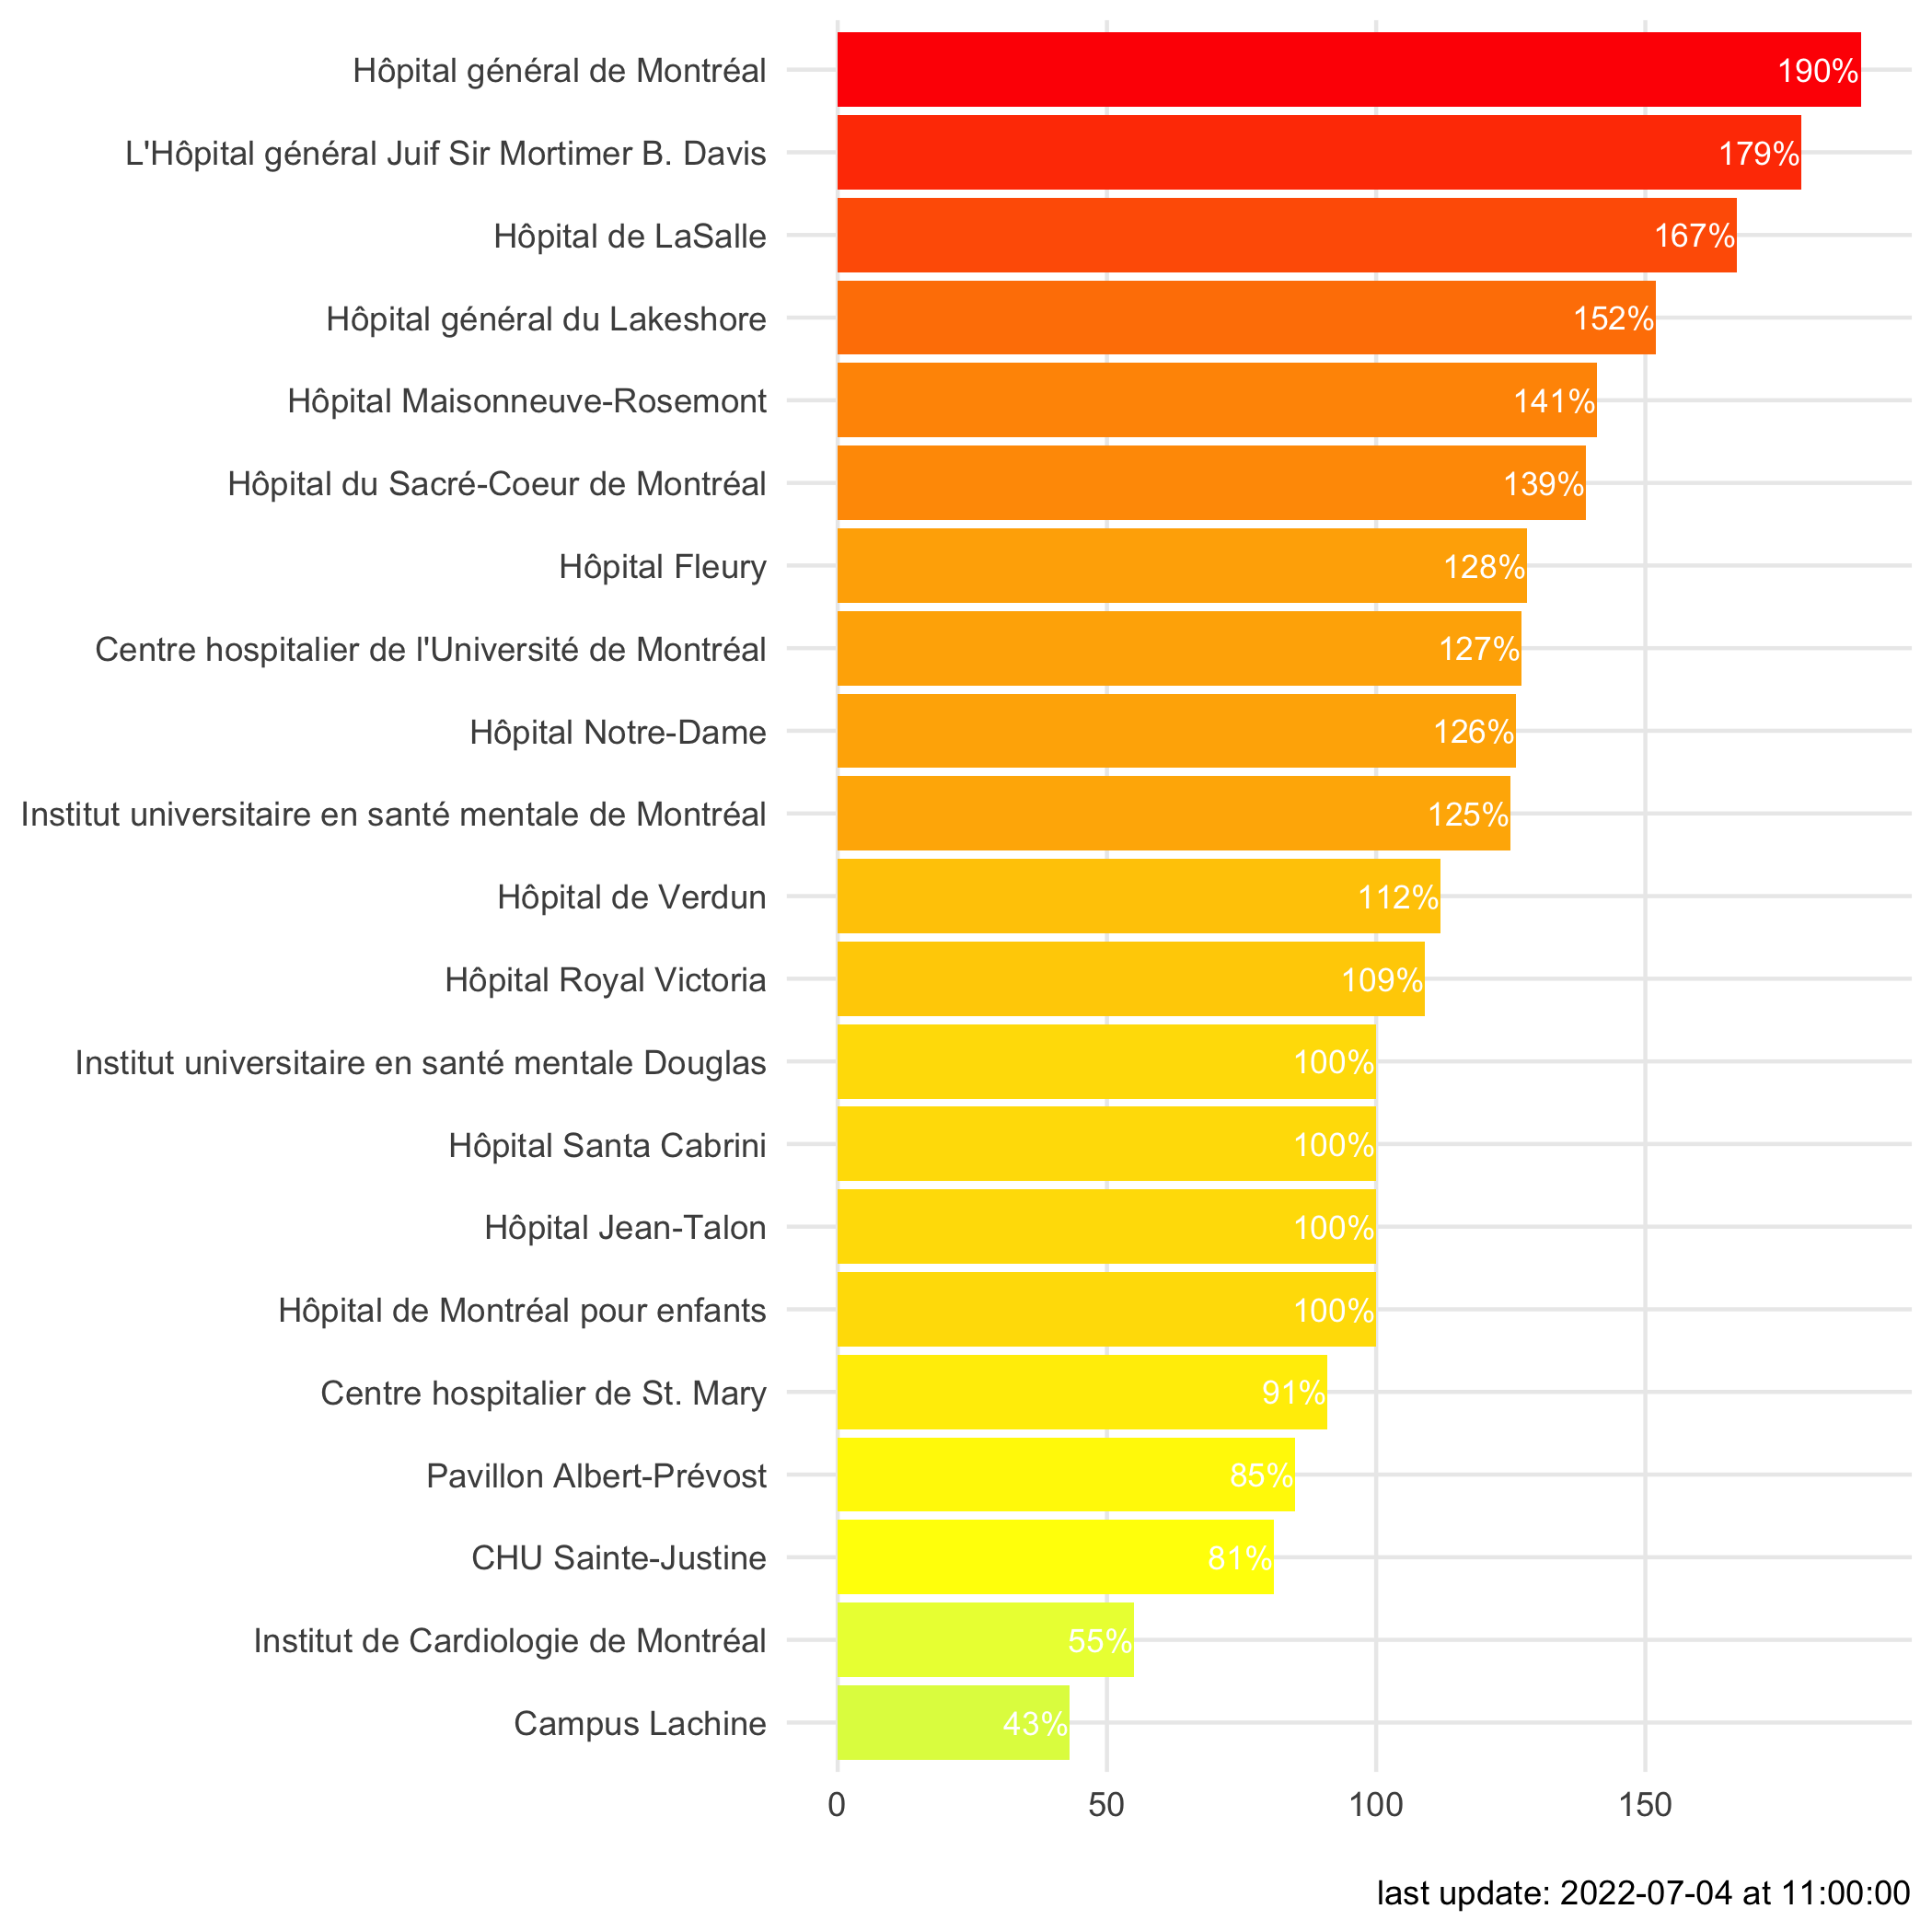 Hôpital général de Montréal 190%
L'Hôpital général Juif Sir Mortimer B. Davis 179%
Hôpital de LaSalle 167%
Hôpital général du Lakeshore 152%
Hôpital Maisonneuve-Rosemont 141%
Hôpital du Sacré-Coeur de Montréal 139%
Hôpital Fleury 128%
Centre hospitalier de l'Université de Montréal 127%
Hôpital Notre-Dame 126%
Institut universitaire en santé mentale de Montréal 125%
Hôpital de Verdun 112%
Hôpital Royal Victoria 109%
Institut universitaire en santé mentale Douglas 100%
Hôpital Santa Cabrini 100%
Hôpital Jean-Talon 100%
Hôpital de Montréal pour enfants 100%
Centre hospitalier de St. Mary 91%
Pavillon Albert-Prévost 85%
CHU Sainte-Justine 81%
Institut de Cardiologie de Montréal 55%
Campus Lachine 43%
0 50 100 150
last update: 2022-07-04 at 11:00:00